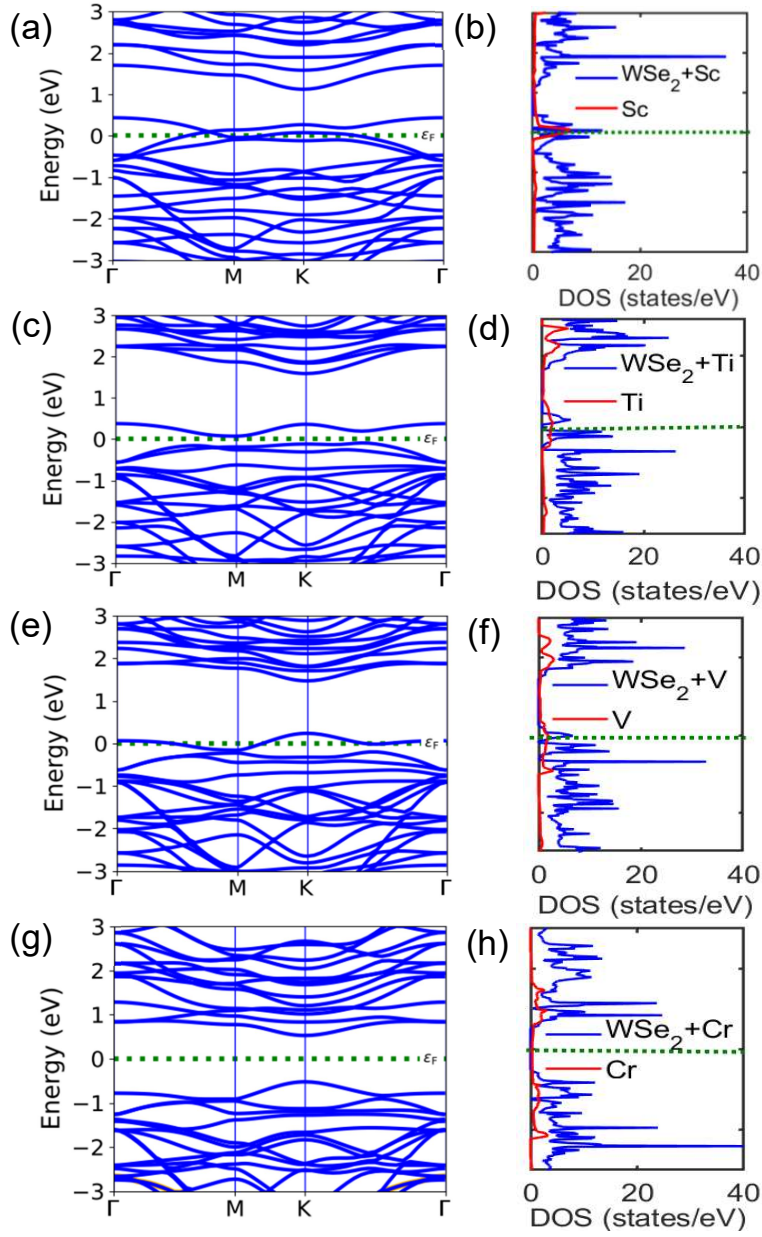 (a)
Energy (eV)
3
2
1
0
−1
−2
−3
Γ
M
K
Γ
εF
(b)
WSe2+Sc
Sc
0
20
40
DOS (states/eV)
(c)
Energy (eV)
3
2
1
0
−1
−2
−3
Γ
M
K
Γ
εF
(d)
WSe2+Ti
Ti
0
20
40
DOS (states/eV)
(e)
Energy (eV)
3
2
1
0
−1
−2
−3
Γ
M
K
Γ
εF
(f)
WSe2+V
V
0
20
40
DOS (states/eV)
(g)
Energy (eV)
3
2
1
0
−1
−2
−3
Γ
M
K
Γ
εF
(h)
WSe2+Cr
Cr
0
20
40
DOS (states/eV)